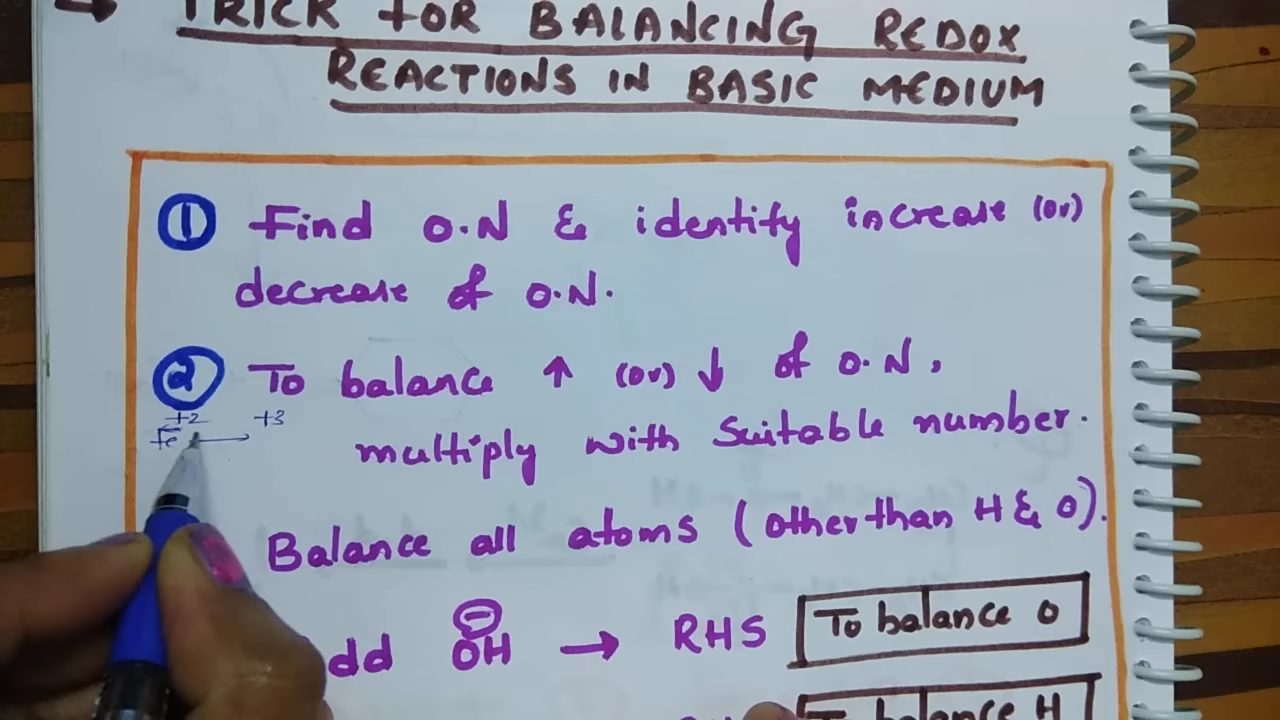 → TRICK FOR BALANCING REDOX
REACTIONS IN BASIC MEDIUM
① Find O.N & identify increase (or)
decrease of O.N.
② To balance ↑ (or) ↓ of O.N,
+2 +3
Fe →
multiply with suitable number.
Balance all atoms (other than H & O).
dd OH⊖ → RHS To balance O
To balance H